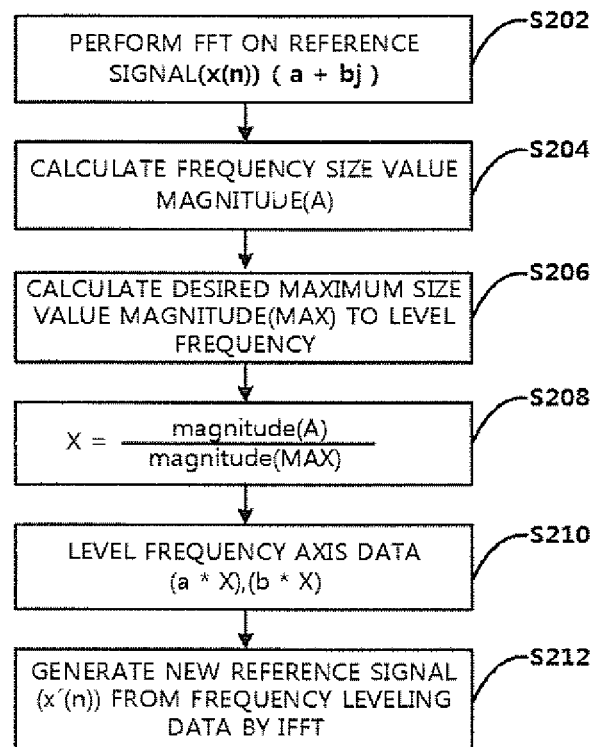 S202
PERFORM FFT ON REFERENCE
SIGNAL(x(n)) ( a + bj )
S204
CALCULATE FREQUENCY SIZE VALUE
MAGNITUDE(A)
S206
CALCULATE DESIRED MAXIMUM SIZE
VALUE MAGNITUDE(MAX) TO LEVEL
FREQUENCY
S208
X = magnitude(A)
magnitude(MAX)
S210
LEVEL FREQUENCY AXIS DATA
(a * X),(b * X)
S212
GENERATE NEW REFERENCE SIGNAL
(x´(n)) FROM FREQUENCY LEVELING
DATA BY IFFT